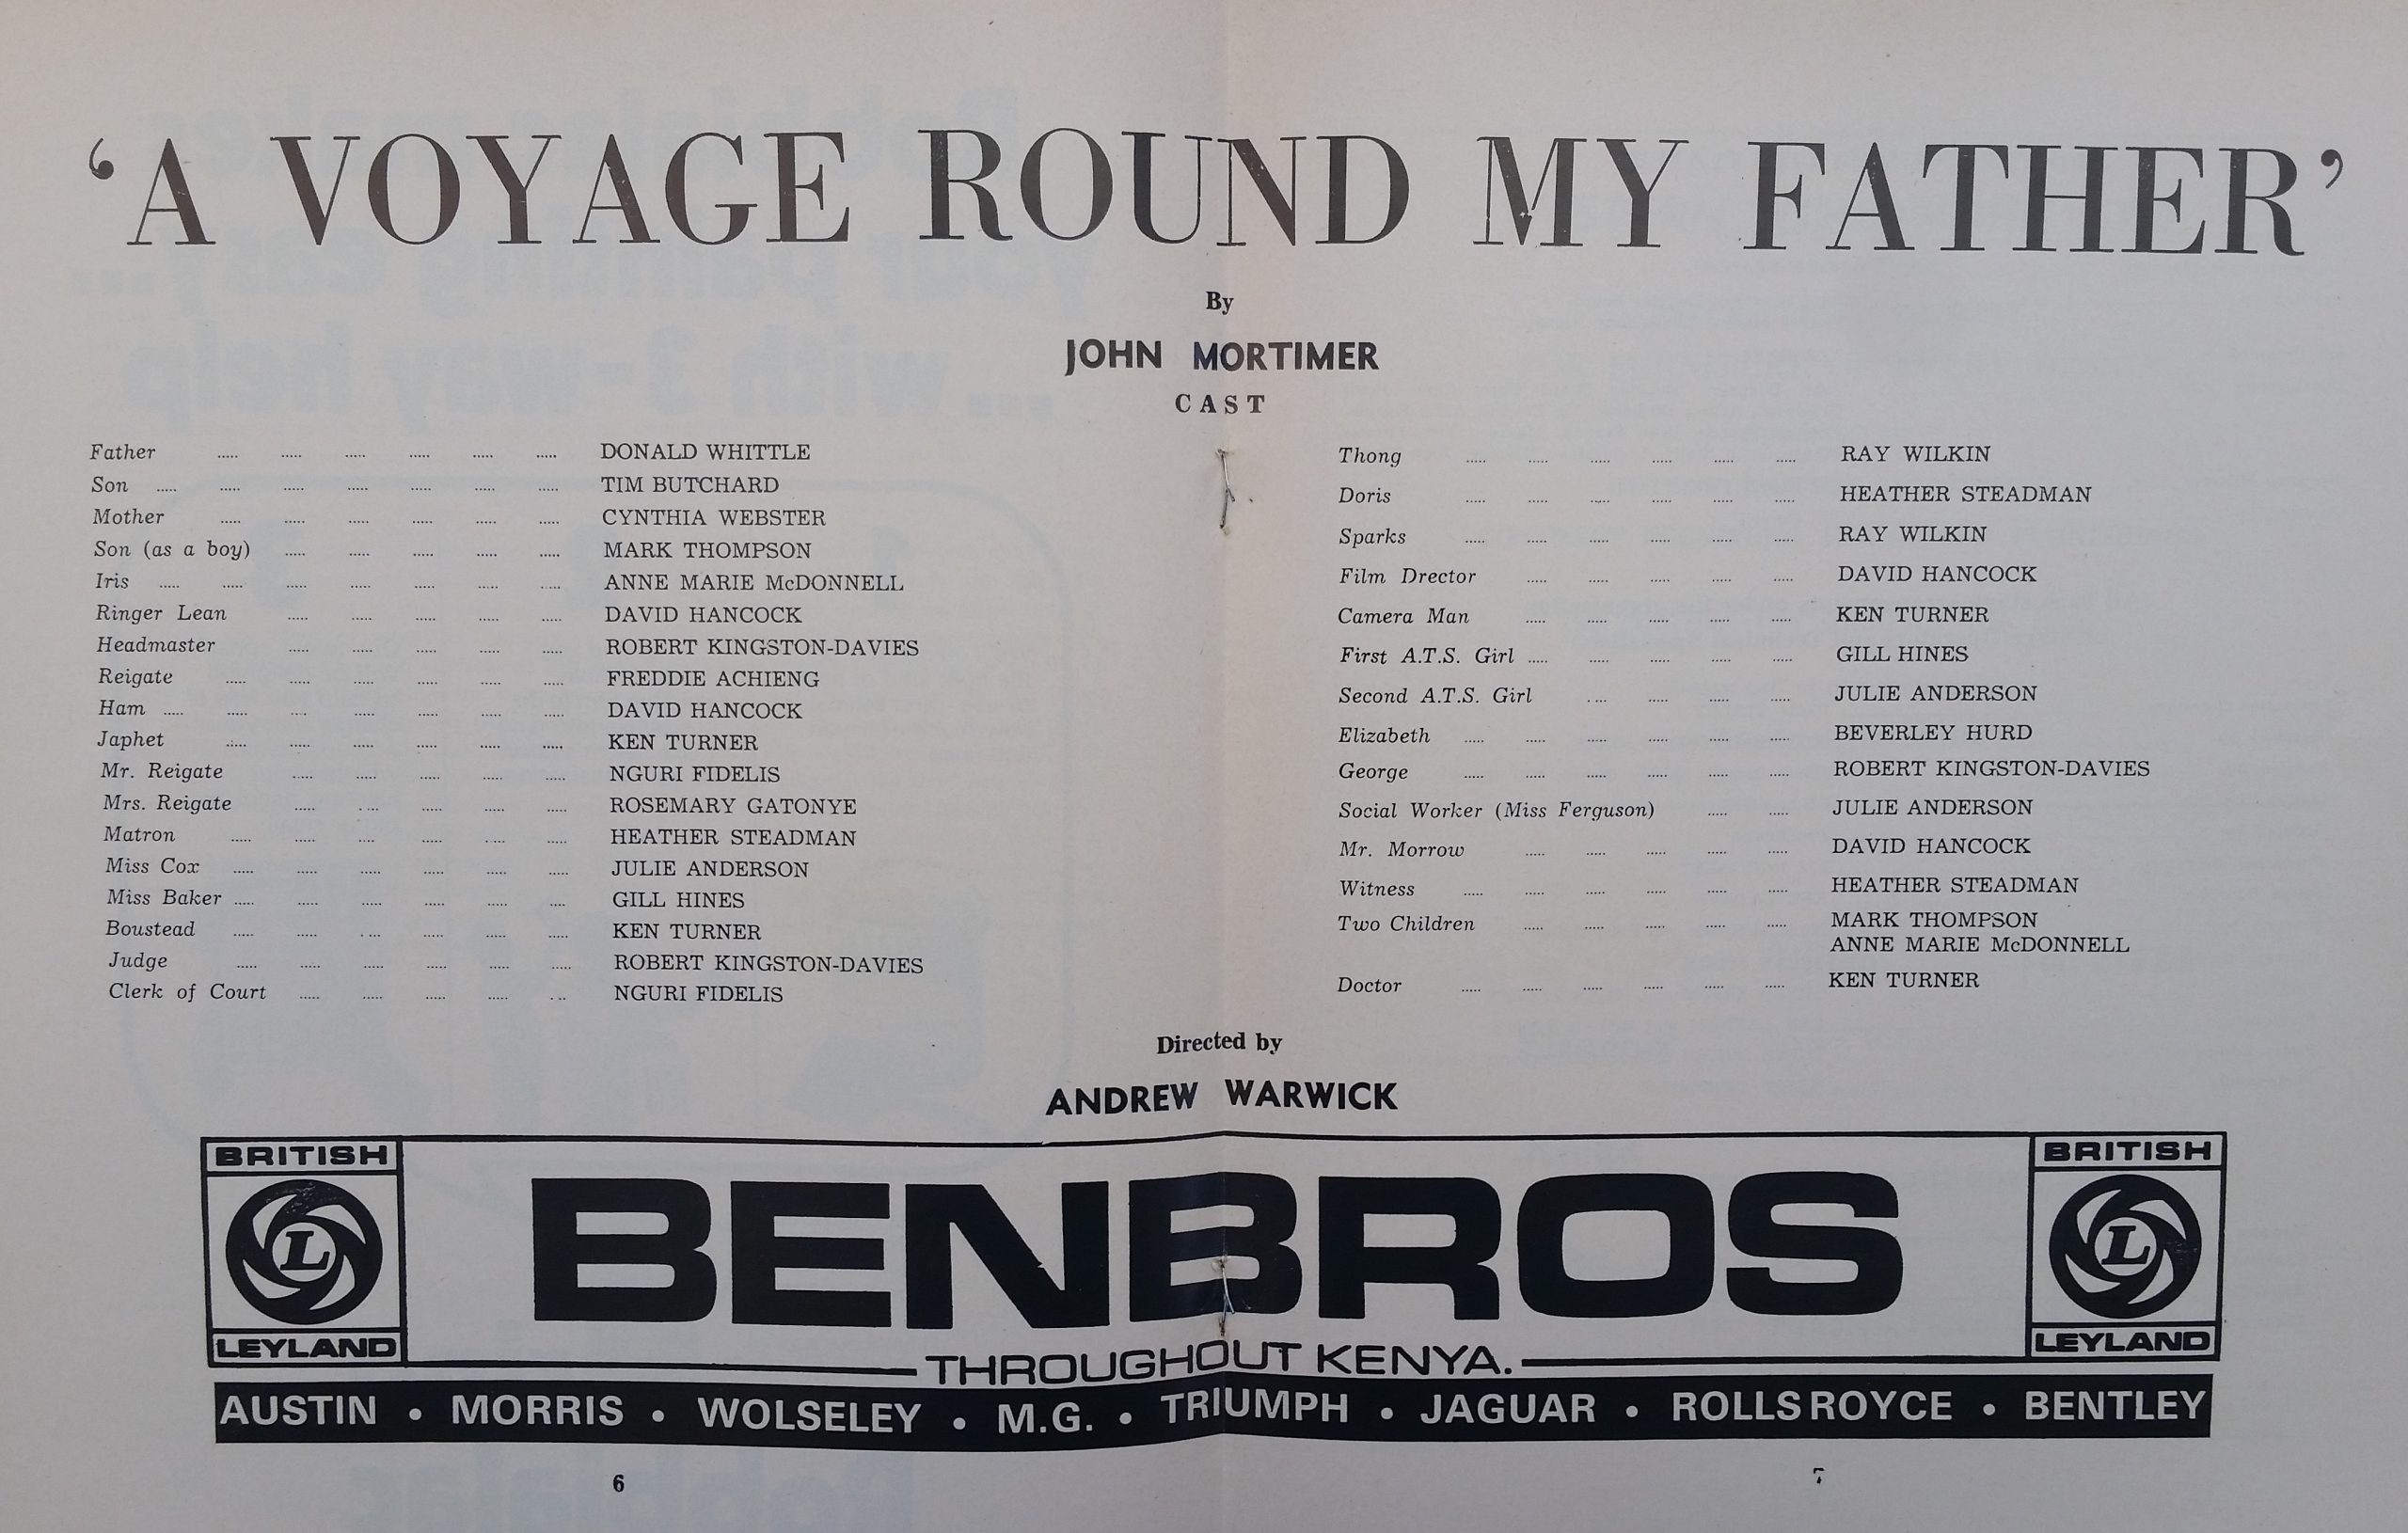 ‘A VOYAGE ROUND MY FATHER’
By
JOHN MORTIMER
CAST
Father ..... ..... ..... ..... ..... ..... DONALD WHITTLE
Son ..... ..... ..... ..... ..... ..... ..... TIM BUTCHARD
Mother ..... ..... ..... ..... ..... ..... CYNTHIA WEBSTER
Son (as a boy) ..... ..... ..... ..... ..... MARK THOMPSON
Iris ..... ..... ..... ..... ..... ..... ..... ANNE MARIE McDONNELL
Ringer Lean ..... ..... ..... ..... ..... DAVID HANCOCK
Headmaster ..... ..... ..... ..... ..... ROBERT KINGSTON-DAVIES
Reigate ..... ..... ..... ..... ..... ..... FREDDIE ACHIENG
Ham ..... ..... ..... ..... ..... ..... ..... DAVID HANCOCK
Japhet ..... ..... ..... ..... ..... ..... KEN TURNER
Mr. Reigate ..... ..... ..... ..... ..... NGURI FIDELIS
Mrs. Reigate ..... ..... ..... ..... ..... ROSEMARY GATONYE
Matron ..... ..... ..... ..... ..... ..... HEATHER STEADMAN
Miss Cox ..... ..... ..... ..... ..... ..... JULIE ANDERSON
Miss Baker ..... ..... ..... ..... ..... .... GILL HINES
Boustead ..... ..... ..... ..... ..... ..... KEN TURNER
Judge ..... ..... ..... ..... ..... ..... ROBERT KINGSTON-DAVIES
Clerk of Court ..... ..... ..... ..... ... NGURI FIDELIS
Thong ..... ..... ..... ..... ..... ..... RAY WILKIN
Doris ..... ..... ..... ..... ..... ..... HEATHER STEADMAN
Sparks ..... ..... ..... ..... ..... ..... RAY WILKIN
Film Drector ..... ..... ..... ..... ..... DAVID HANCOCK
Camera Man ..... ..... ..... ..... ..... KEN TURNER
First A.T.S. Girl ..... ..... ..... ..... ..... GILL HINES
Second A.T.S. Girl .... ..... ..... ..... JULIE ANDERSON
Elizabeth ..... ..... ..... ..... ..... ..... BEVERLEY HURD
George ..... ..... ..... ..... ..... ..... ROBERT KINGSTON-DAVIES
Social Worker (Miss Ferguson) ..... ..... JULIE ANDERSON
Mr. Morrow ..... ..... ..... ..... ..... DAVID HANCOCK
Witness ..... ..... ..... ..... ..... ..... HEATHER STEADMAN
Two Children ..... ..... ..... ..... ..... MARK THOMPSON
ANNE MARIE McDONNELL
Doctor ..... ..... ..... ..... ..... ..... KEN TURNER
Directed by
ANDREW WARWICK
BRITISH
L
LEYLAND
BENBROS
THROUGHOUT KENYA.
BRITISH
L
LEYLAND
AUSTIN • MORRIS • WOLSELEY • M.G. • TRIUMPH • JAGUAR • ROLLS ROYCE • BENTLEY
6
7